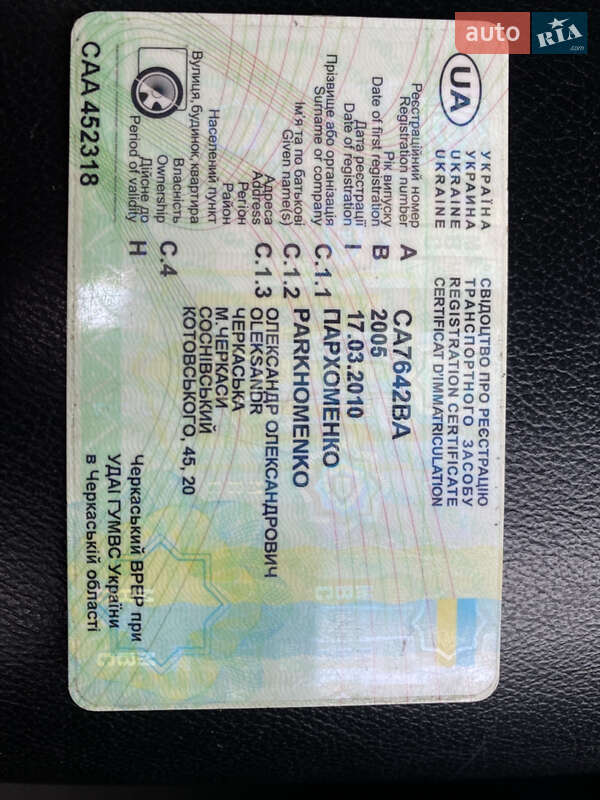 auto RIA.com
UA
УКРАЇНА СВІДОЦТВО ПРО РЕЄСТРАЦІЮ
УКРАИНА ТРАНСПОРТНОГО ЗАСОБУ
UKRAINE REGISTRATION CERTIFICATE
UKRAINE CERTIFICAT D'IMMATRICULATION
Реєстраційний номер
Registration number A СА7642ВА
Рік випуску
Date of first registration B 2005
Дата реєстрації
Date of registration I 17.03.2010
Прізвище або організація
Surname or company C.1.1 ПАРХОМЕНКО
PARKHOMENKO
Ім'я та по батькові
Given name(s) C.1.2 ОЛЕКСАНДР ОЛЕКСАНДРОВИЧ
OLEKSANDR
Адреса
Address C.1.3
Регіон ЧЕРКАСЬКА
Район М.ЧЕРКАСИ
Населений пункт СОСНІВСЬКИЙ
Вулиця, будинок, квартира КОТОВСЬКОГО, 45, 20
Власність
Ownership C.4
Дійсне до
Period of validity H
Черкаський ВРЕР при
УДАІ ГУМВС України
в Черкаській області
САА 452318